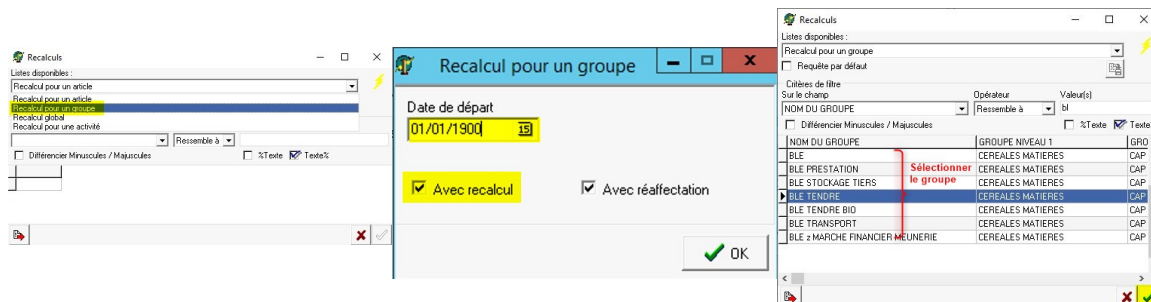 Recalculs
Listes disponibles :
Recalcul pour un article
Recalcul pour un article
Recalcul pour un groupe
Recalcul global
Recalcul pour une activité
Ressemble à
Différencier Minuscules / Majuscules %Texte Texte%
Recalcul pour un groupe
Date de départ
01/01/1900 15
Avec recalcul Avec réaffectation
OK
Recalculs
Listes disponibles :
Recalcul pour un groupe
Requête par défaut
Critères de filtre
Sur le champ Opérateur Valeur(s)
NOM DU GROUPE Ressemble à bl
Différencier Minuscules / Majuscules %Texte Texte
NOM DU GROUPE GROUPE NIVEAU 1 GRO
BLE CEREALES MATIERES CAP
BLE PRESTATION Sélectionner CEREALES MATIERES CAP
BLE STOCKAGE TIERS le groupe CEREALES MATIERES CAP
BLE TENDRE CEREALES MATIERES CAP
BLE TENDRE BIO CEREALES MATIERES CAP
BLE TRANSPORT CEREALES MATIERES CAP
BLE z MARCHE FINANCIER MEUNERIE CEREALES MATIERES CAP